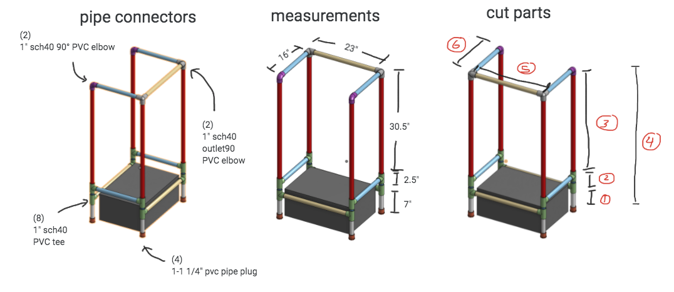 pipe connectors
(2)
1" sch40 90° PVC elbow
(2)
1" sch40
outlet90
PVC elbow
(8)
1" sch40
PVC tee
(4)
1-1 1/4" pvc pipe plug
measurements
16"
23"
30.5"
2.5"
7"
cut parts
6
5
3
4
2
1